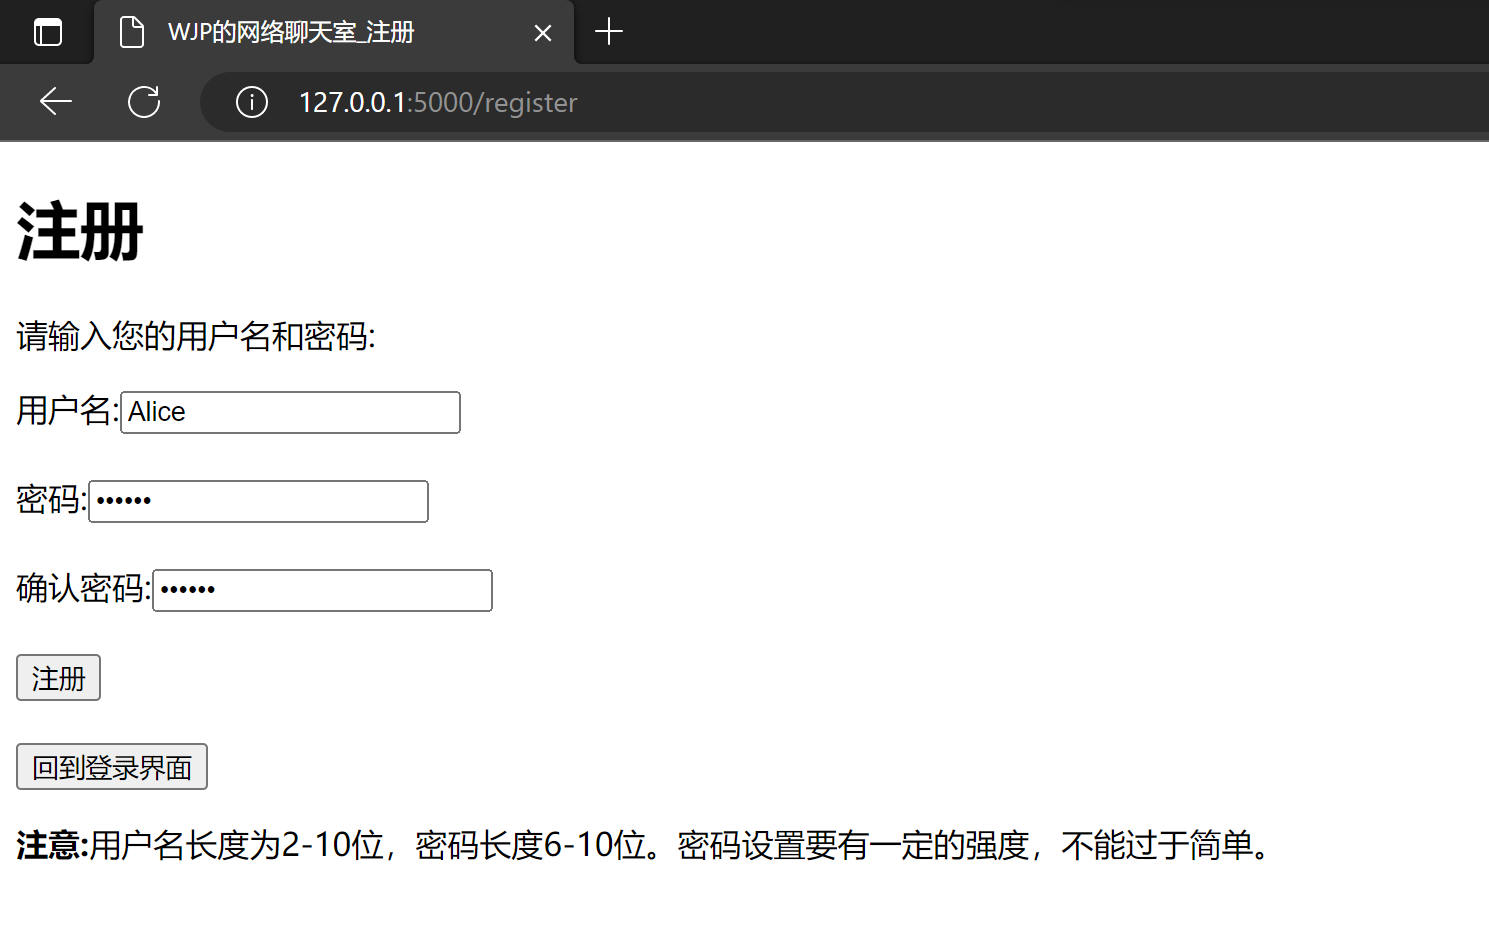 WJP的网络聊天室_注册
127.0.0.1:5000/register
注册
请输入您的用户名和密码:
用户名:Alice
密码:••••••
确认密码:••••••
注册
回到登录界面
注意:用户名长度为2-10位，密码长度6-10位。密码设置要有一定的强度，不能过于简单。